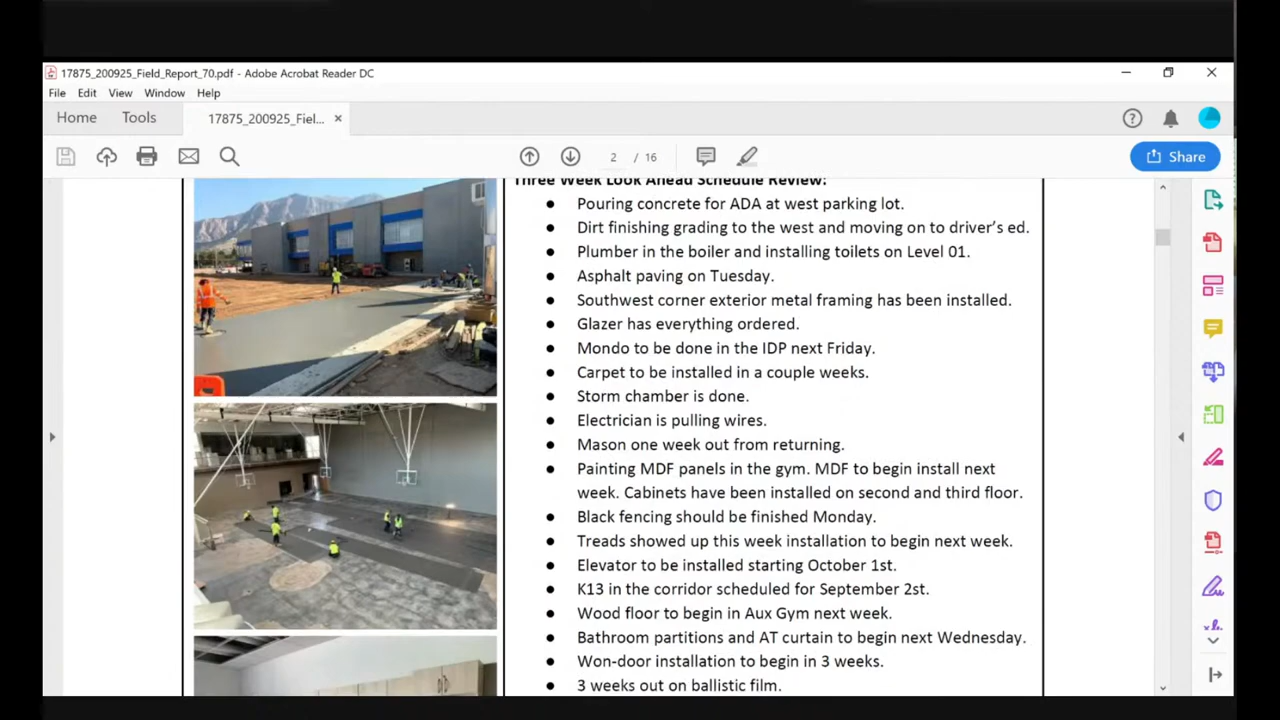 17875_200925_Field_Report_70.pdf - Adobe Acrobat Reader DC
File Edit View Window Help
Home Tools 17875_200925_Fiel... ×
2 / 16 Share
Three Week Look Ahead Schedule Review:
● Pouring concrete for ADA at west parking lot.
● Dirt finishing grading to the west and moving on to driver's ed.
● Plumber in the boiler and installing toilets on Level 01.
● Asphalt paving on Tuesday.
● Southwest corner exterior metal framing has been installed.
● Glazer has everything ordered.
● Mondo to be done in the IDP next Friday.
● Carpet to be installed in a couple weeks.
● Storm chamber is done.
● Electrician is pulling wires.
● Mason one week out from returning.
● Painting MDF panels in the gym. MDF to begin install next
week. Cabinets have been installed on second and third floor.
● Black fencing should be finished Monday.
● Treads showed up this week installation to begin next week.
● Elevator to be installed starting October 1st.
● K13 in the corridor scheduled for September 2st.
● Wood floor to begin in Aux Gym next week.
● Bathroom partitions and AT curtain to begin next Wednesday.
● Won-door installation to begin in 3 weeks.
● 3 weeks out on ballistic film.